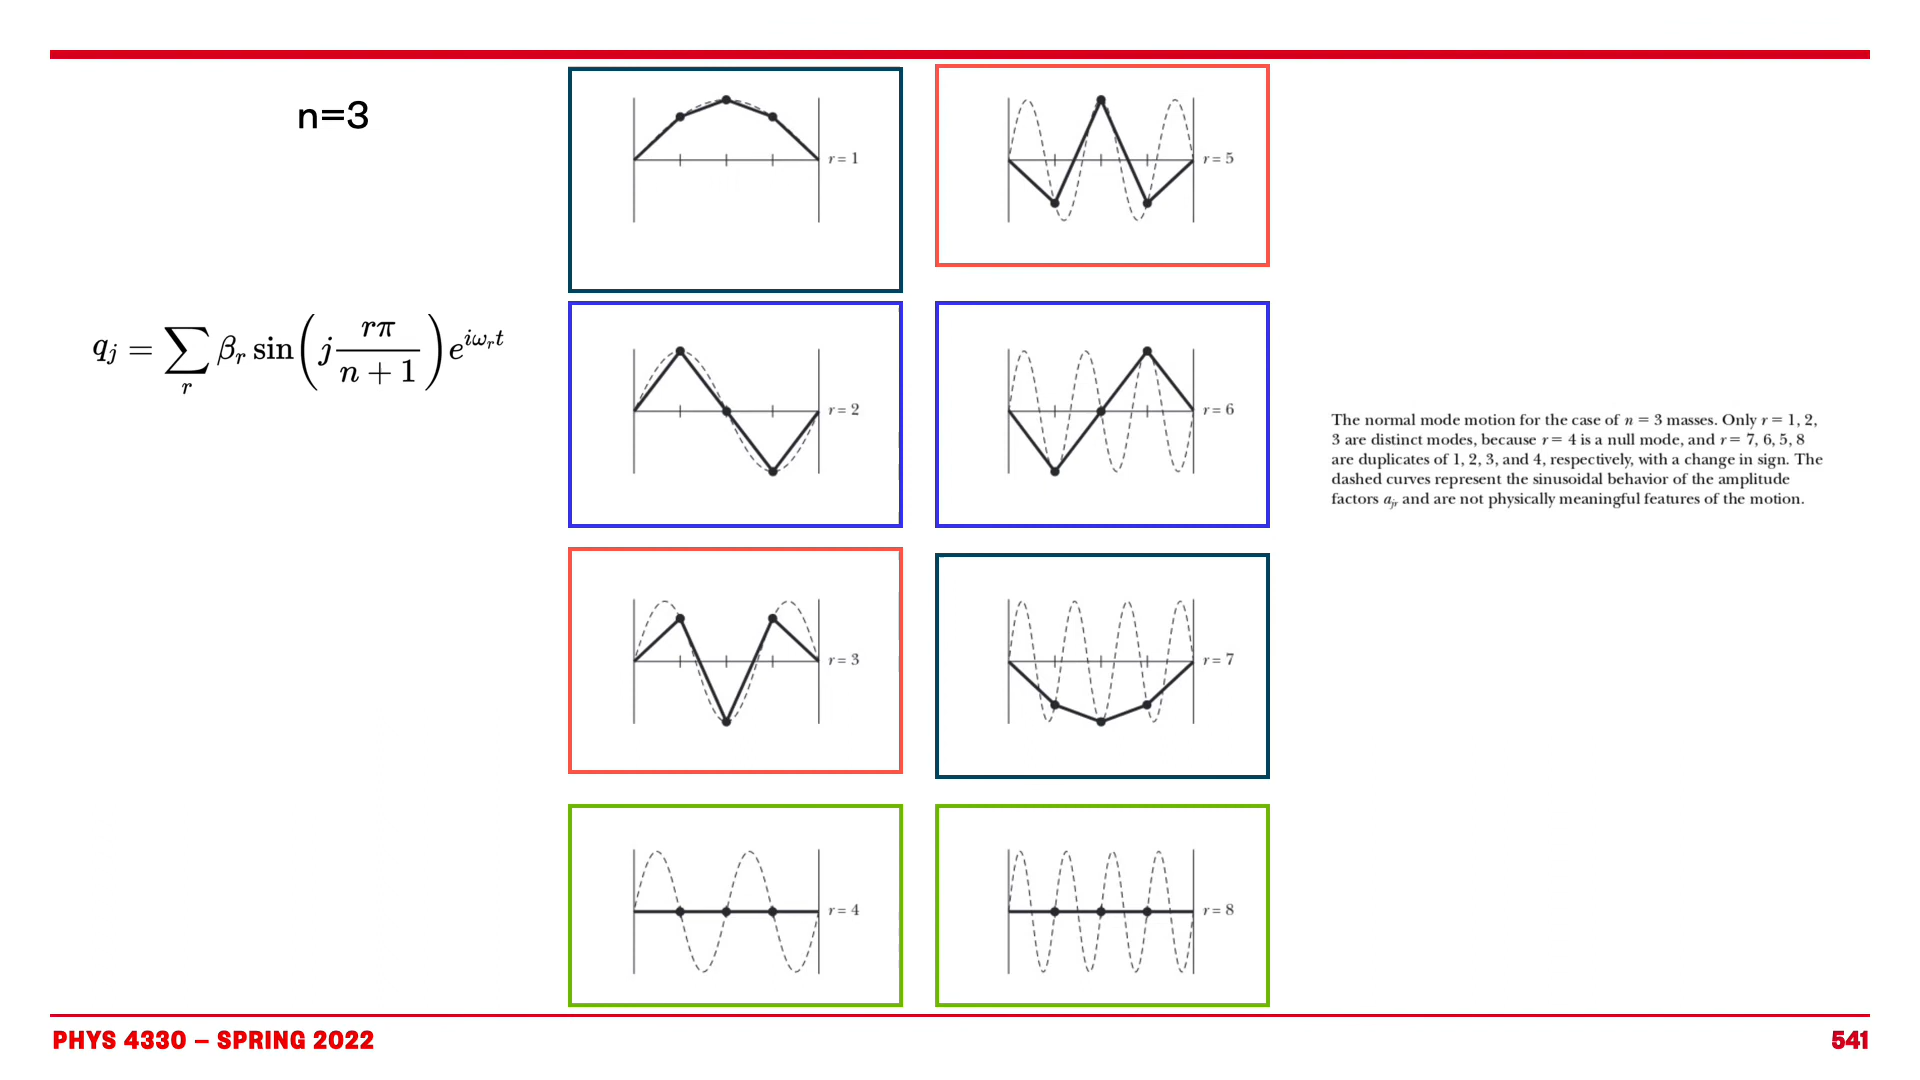 n=3
r = 1
r = 5
q_j = \sum_r \beta_r \sin\left(j\frac{r\pi}{n+1}\right)e^{i\omega_r t}
r = 2
r = 6
The normal mode motion for the case of n = 3 masses. Only r = 1, 2,
3 are distinct modes, because r = 4 is a null mode, and r = 7, 6, 5, 8
are duplicates of 1, 2, 3, and 4, respectively, with a change in sign. The
dashed curves represent the sinusoidal behavior of the amplitude
factors a_{jr} and are not physically meaningful features of the motion.
r = 3
r = 7
r = 4
r = 8
PHYS 4330 – SPRING 2022
541